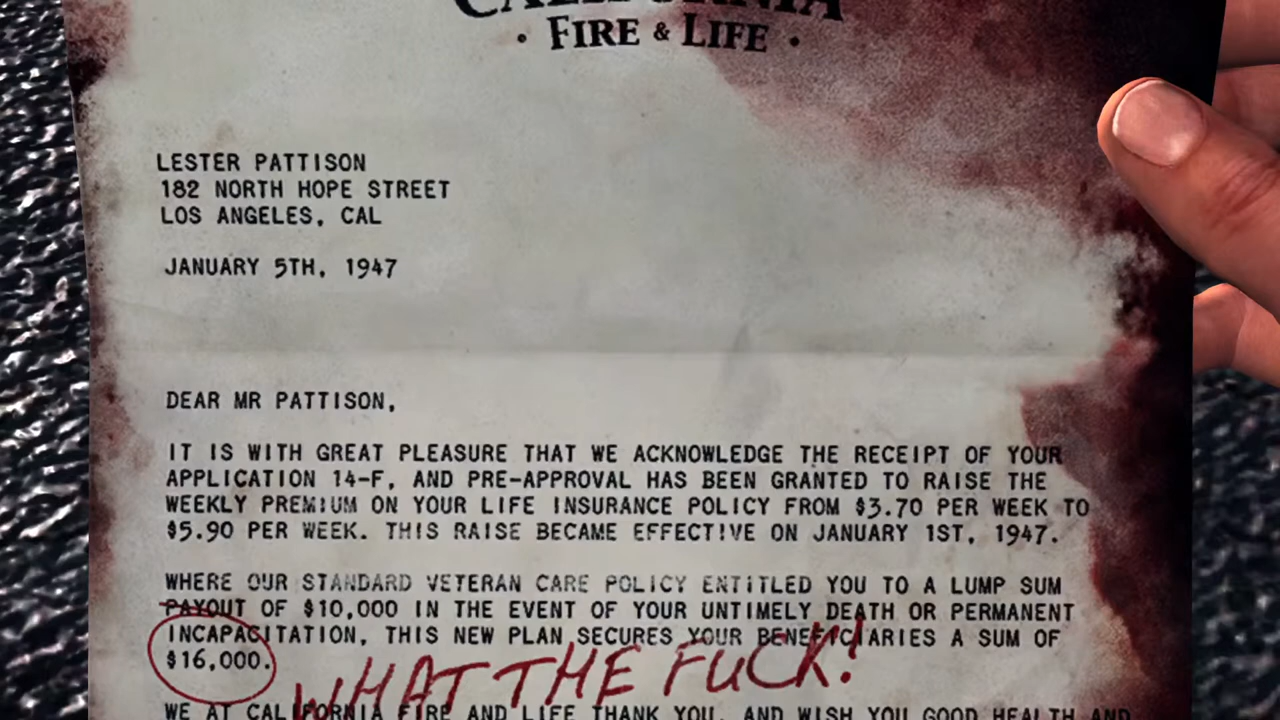 CALIFORNIA
• FIRE & LIFE •
LESTER PATTISON
182 NORTH HOPE STREET
LOS ANGELES, CAL
JANUARY 5TH, 1947
DEAR MR PATTISON,
IT IS WITH GREAT PLEASURE THAT WE ACKNOWLEDGE THE RECEIPT OF YOUR
APPLICATION 14-F, AND PRE-APPROVAL HAS BEEN GRANTED TO RAISE THE
WEEKLY PREMIUM ON YOUR LIFE INSURANCE POLICY FROM $3.70 PER WEEK TO
$5.90 PER WEEK. THIS RAISE BECAME EFFECTIVE ON JANUARY 1ST, 1947.
WHERE OUR STANDARD VETERAN CARE POLICY ENTITLED YOU TO A LUMP SUM
PAYOUT OF $10,000 IN THE EVENT OF YOUR UNTIMELY DEATH OR PERMANENT
INCAPACITATION, THIS NEW PLAN SECURES YOUR BENEFICIARIES A SUM OF
$16,000.
WHAT THE FUCK!
WE AT CALIFORNIA FIRE AND LIFE THANK YOU, AND WISH YOU GOOD HEALTH AND